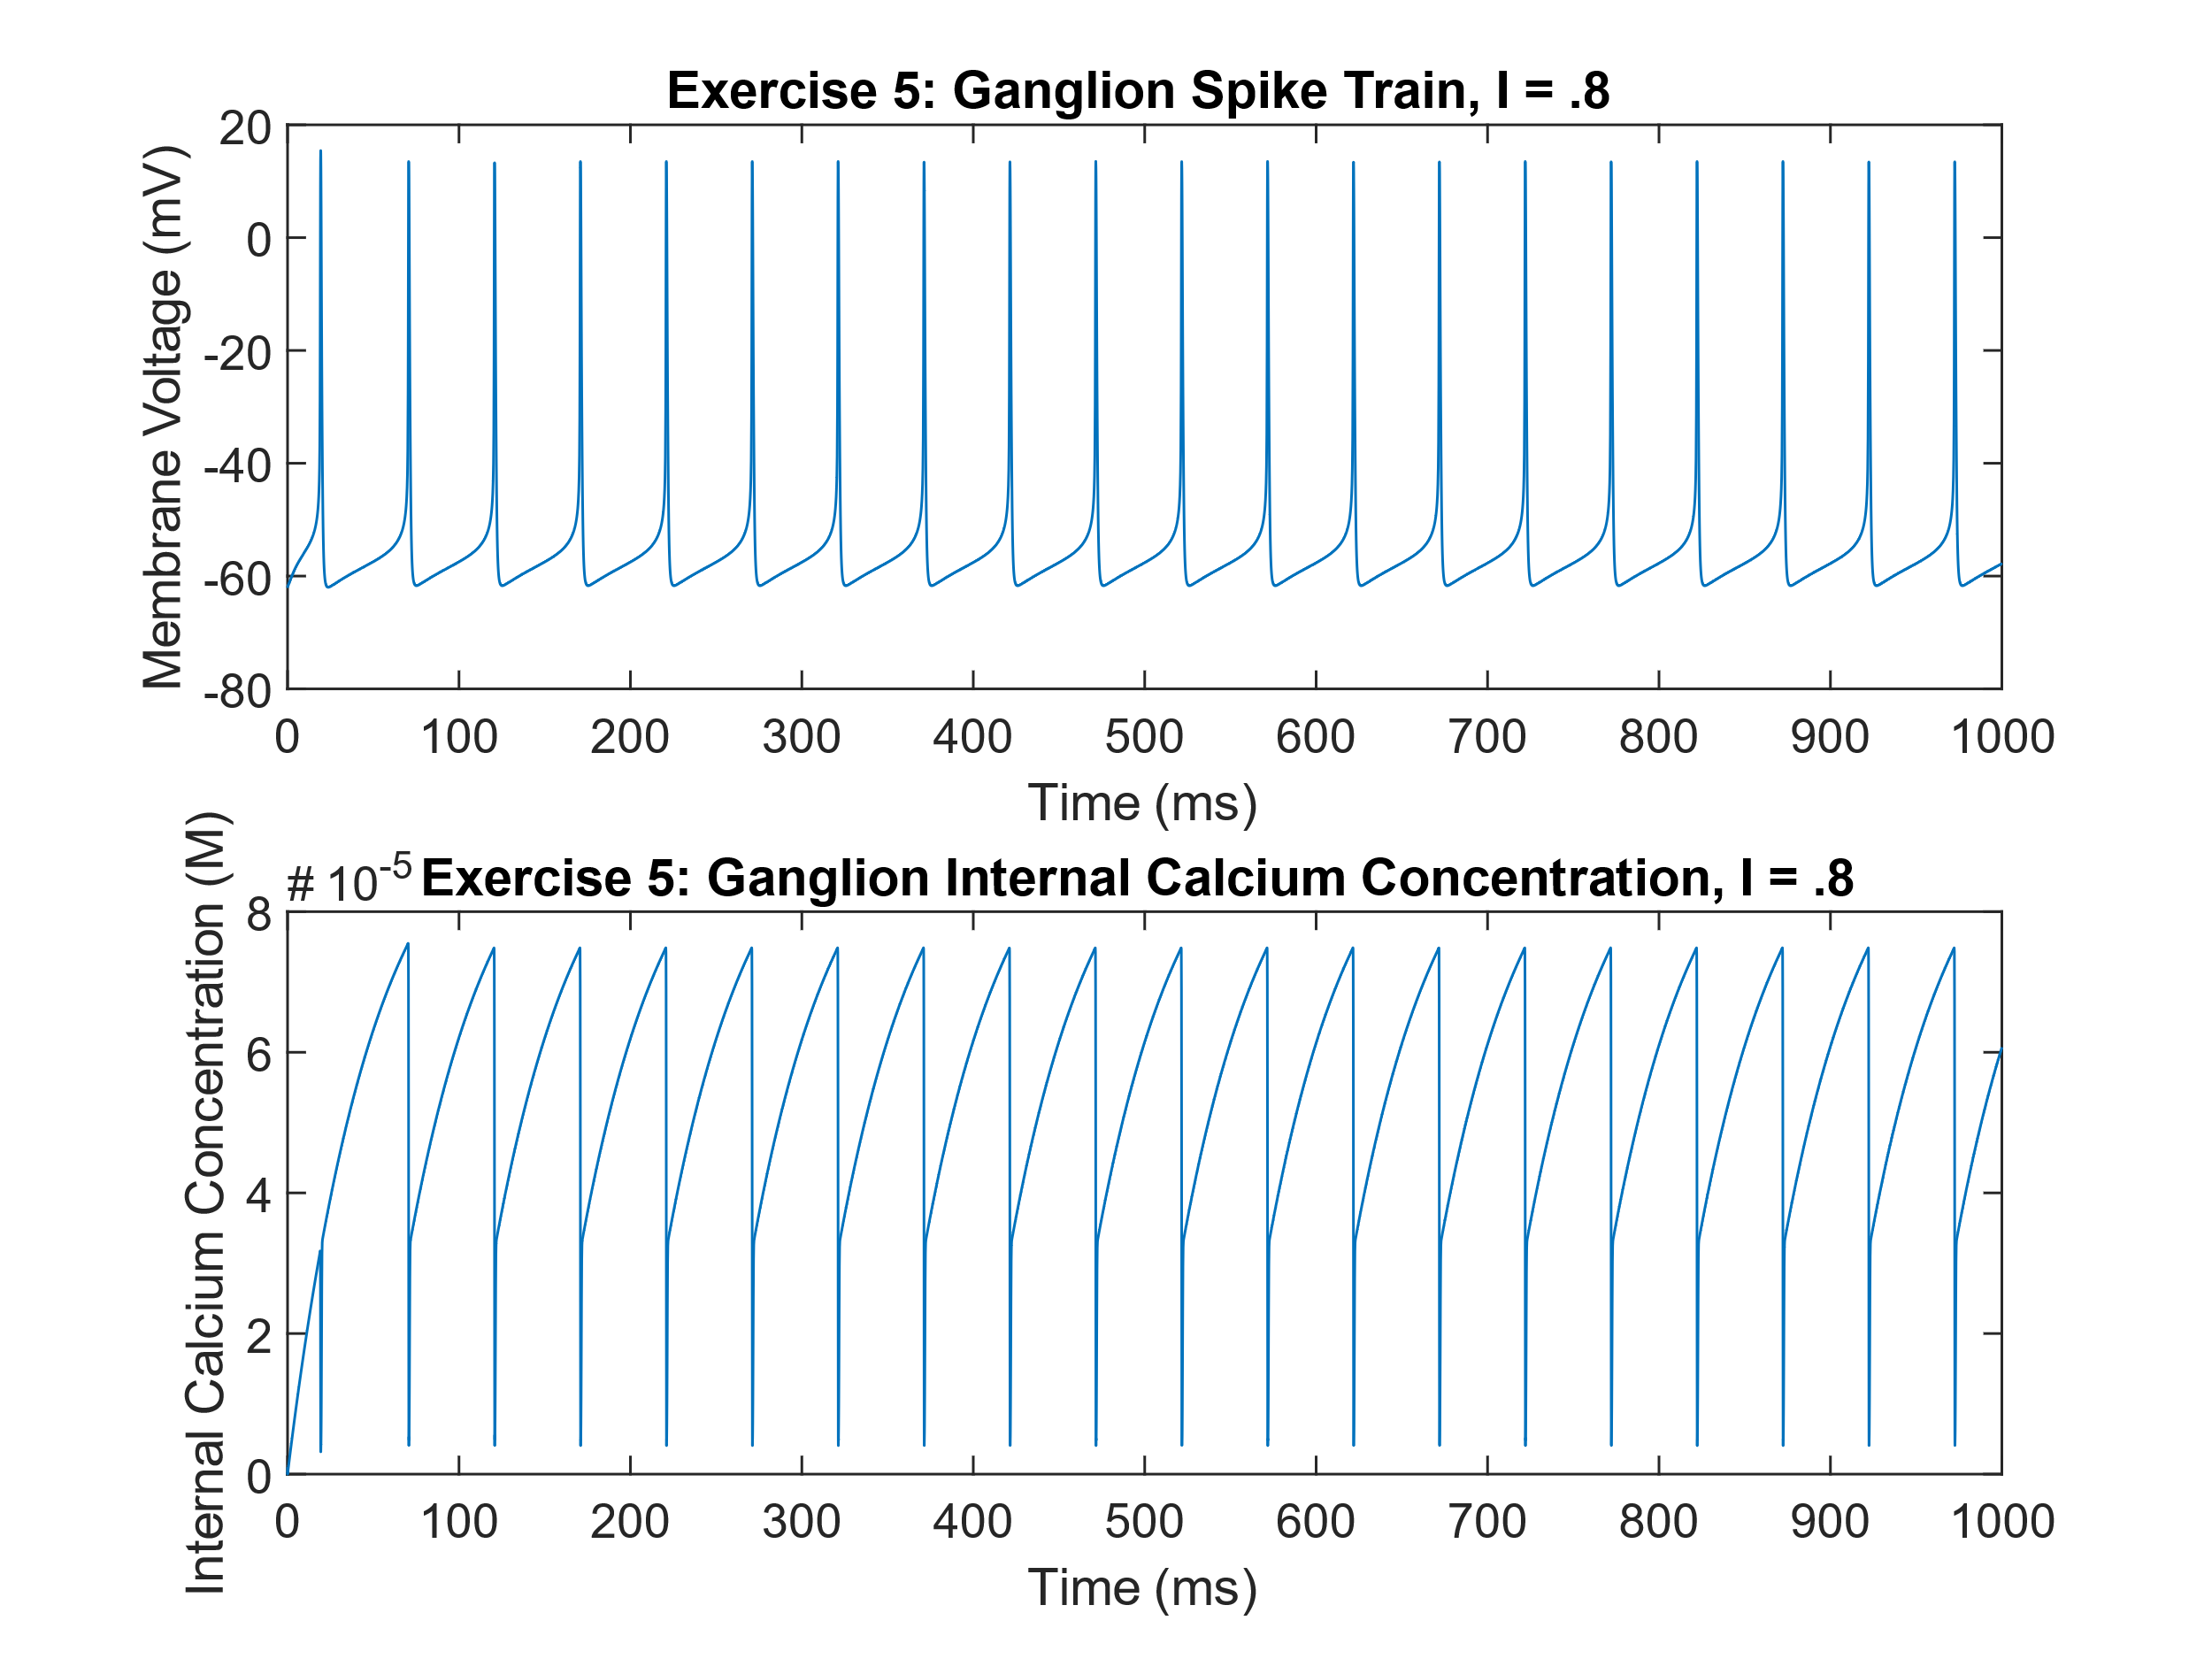 Exercise 5: Ganglion Spike Train, I = .8
Membrane Voltage (mV)
20
0
-20
-40
-60
-80
0 100 200 300 400 500 600 700 800 900 1000
Time (ms)
# 10-5
Exercise 5: Ganglion Internal Calcium Concentration, I = .8
Internal Calcium Concentration (M)
8
6
4
2
0
0 100 200 300 400 500 600 700 800 900 1000
Time (ms)